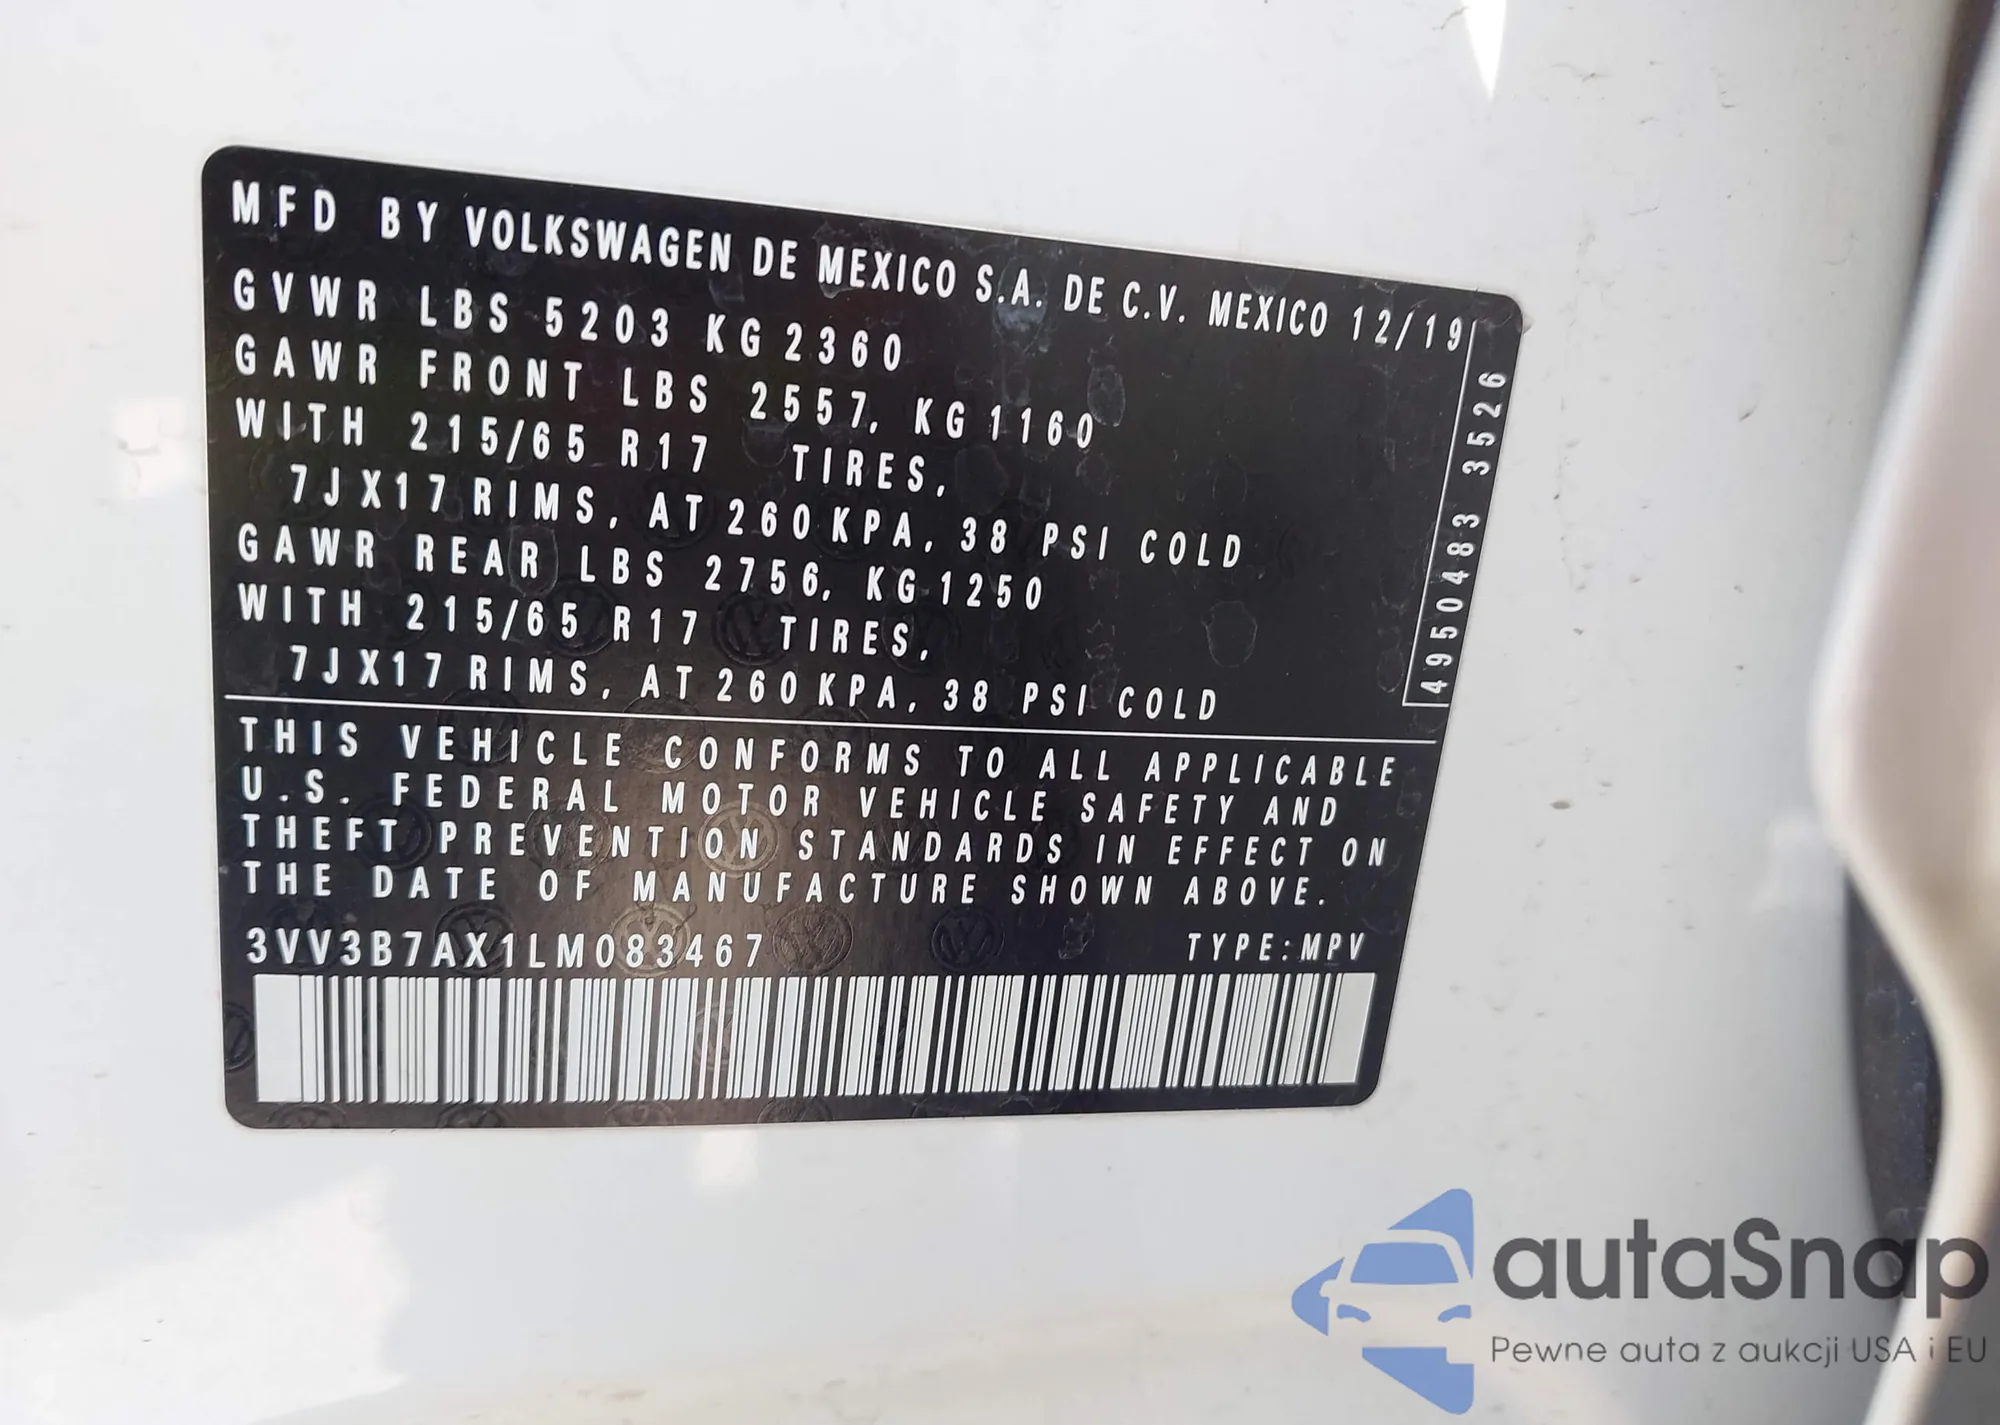 MFD BY VOLKSWAGEN DE MEXICO S.A. DE C.V. MEXICO 12/19
GVWR LBS 5203 KG 2360
GAWR FRONT LBS 2557, KG 1160
WITH 215/65 R17 TIRES,
7JX17 RIMS, AT 260 KPA, 38 PSI COLD
GAWR REAR LBS 2756, KG 1250
WITH 215/65 R17 TIRES,
7JX17 RIMS, AT 260 KPA, 38 PSI COLD
4950483 3526
THIS VEHICLE CONFORMS TO ALL APPLICABLE
U.S. FEDERAL MOTOR VEHICLE SAFETY AND
THEFT PREVENTION STANDARDS IN EFFECT ON
THE DATE OF MANUFACTURE SHOWN ABOVE.
3VV3B7AX1LM083467 TYPE:MPV
autaSnap
Pewne auta z aukcji USA i EU